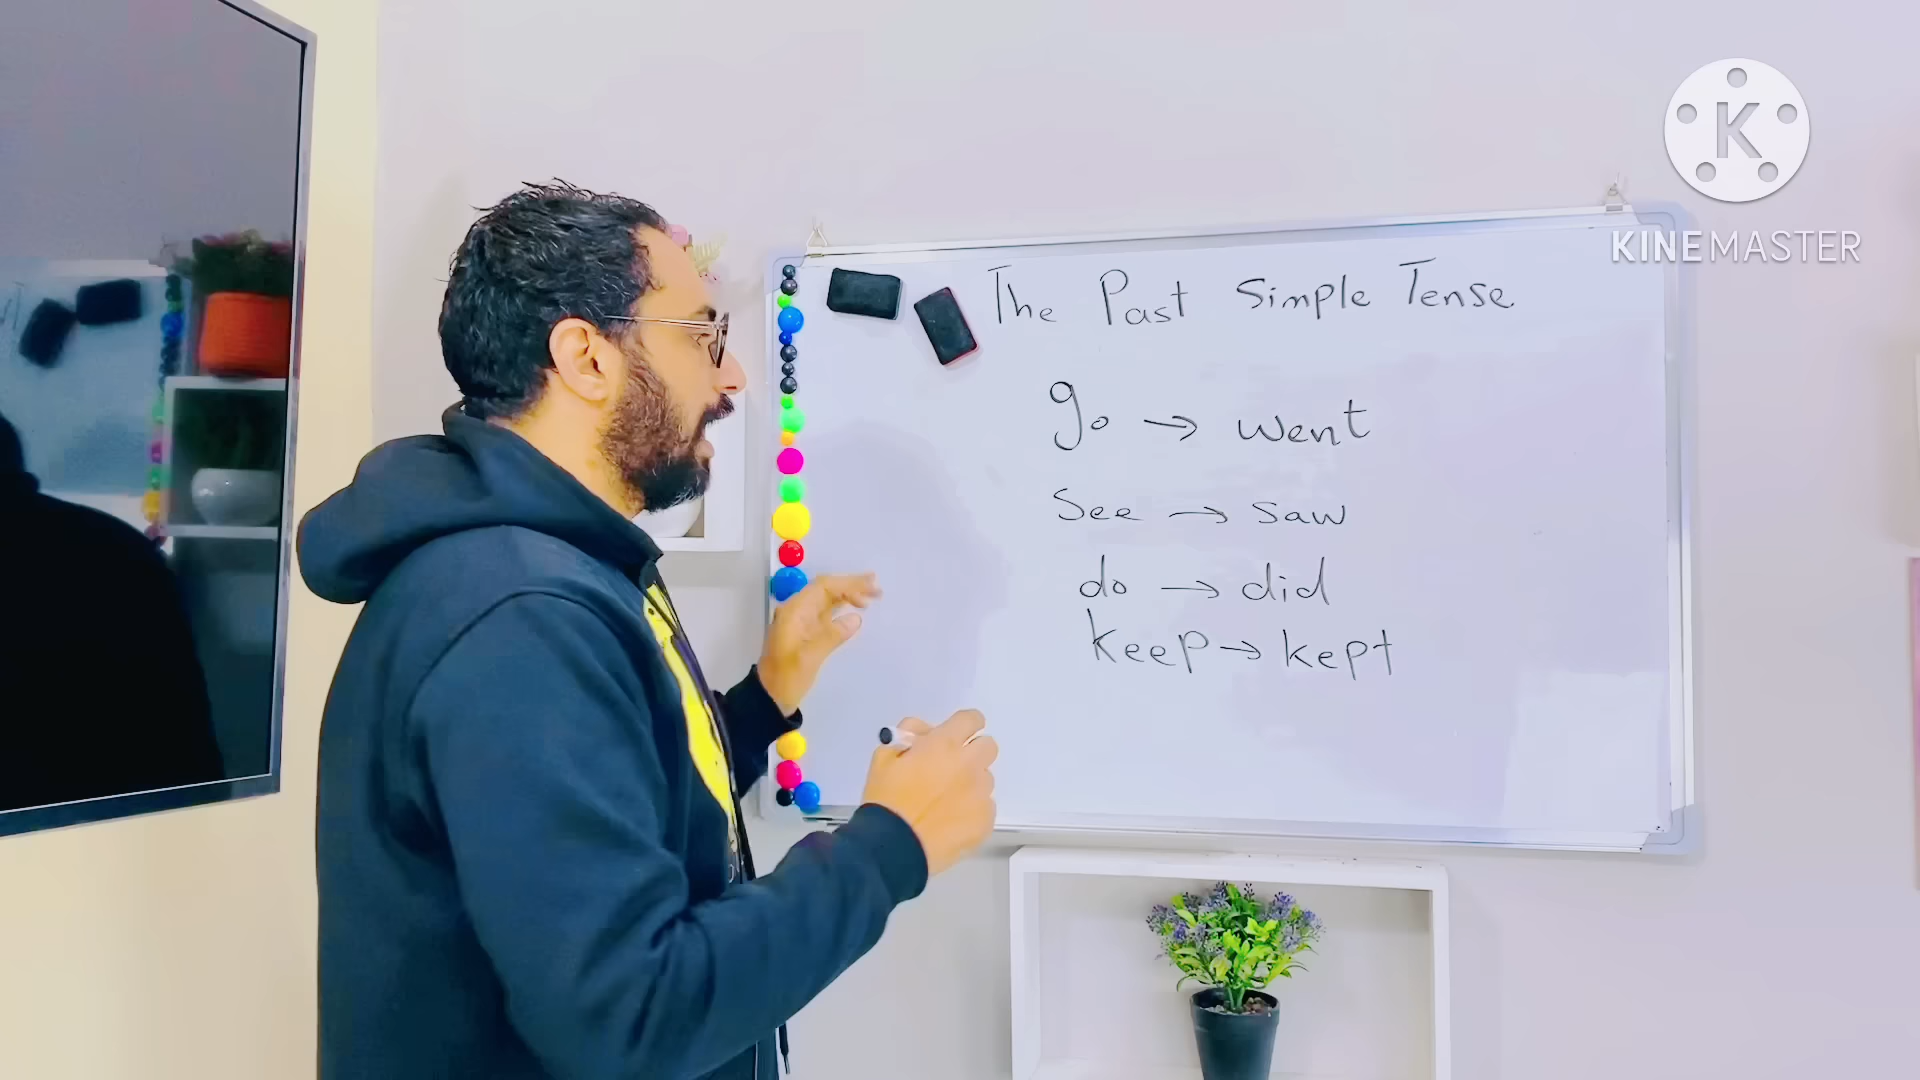 K
KINEMASTER
The Past Simple Tense.
go → went
see → saw
do → did
keep → kept